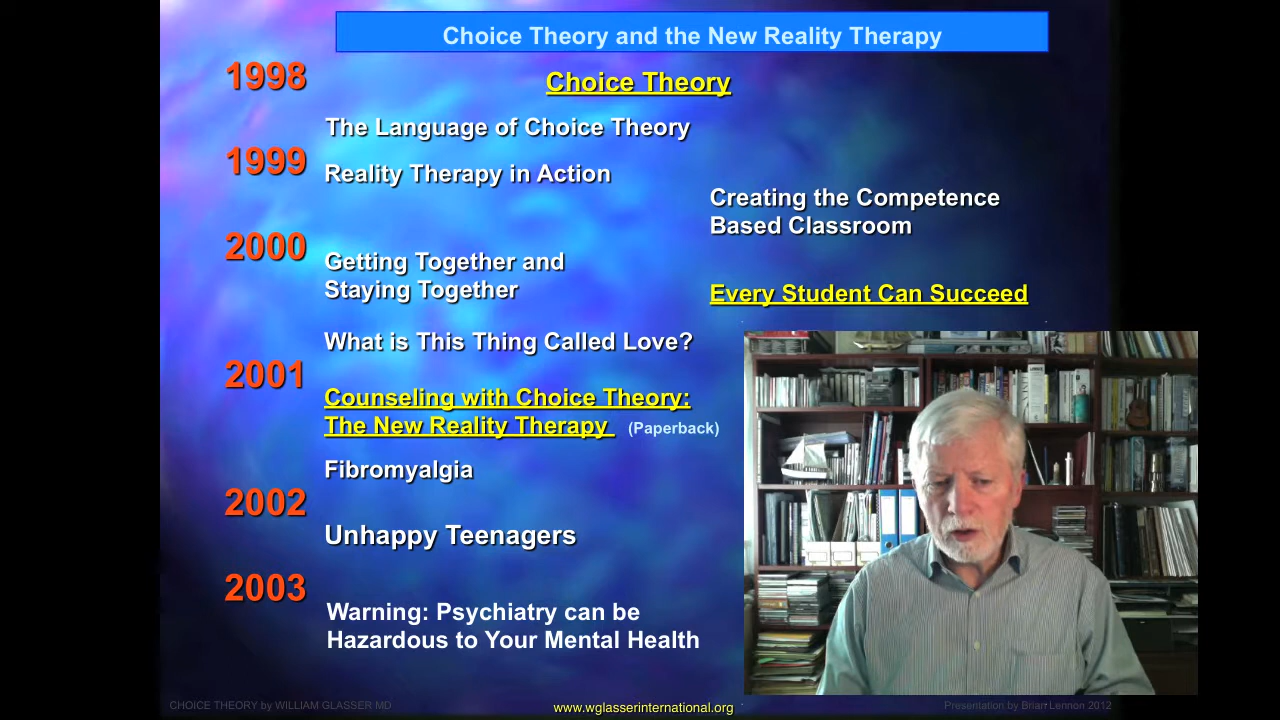 Choice Theory and the New Reality Therapy
1998
Choice Theory
The Language of Choice Theory
1999
Reality Therapy in Action
Creating the Competence
Based Classroom
2000
Getting Together and
Staying Together
Every Student Can Succeed
What is This Thing Called Love?
2001
Counseling with Choice Theory:
The New Reality Therapy (Paperback)
Fibromyalgia
2002
Unhappy Teenagers
2003
Warning: Psychiatry can be
Hazardous to Your Mental Health
CHOICE THEORY by WILLIAM GLASSER MD
www.wglasserinternational.org
Presentation by Brian Lennon 2012